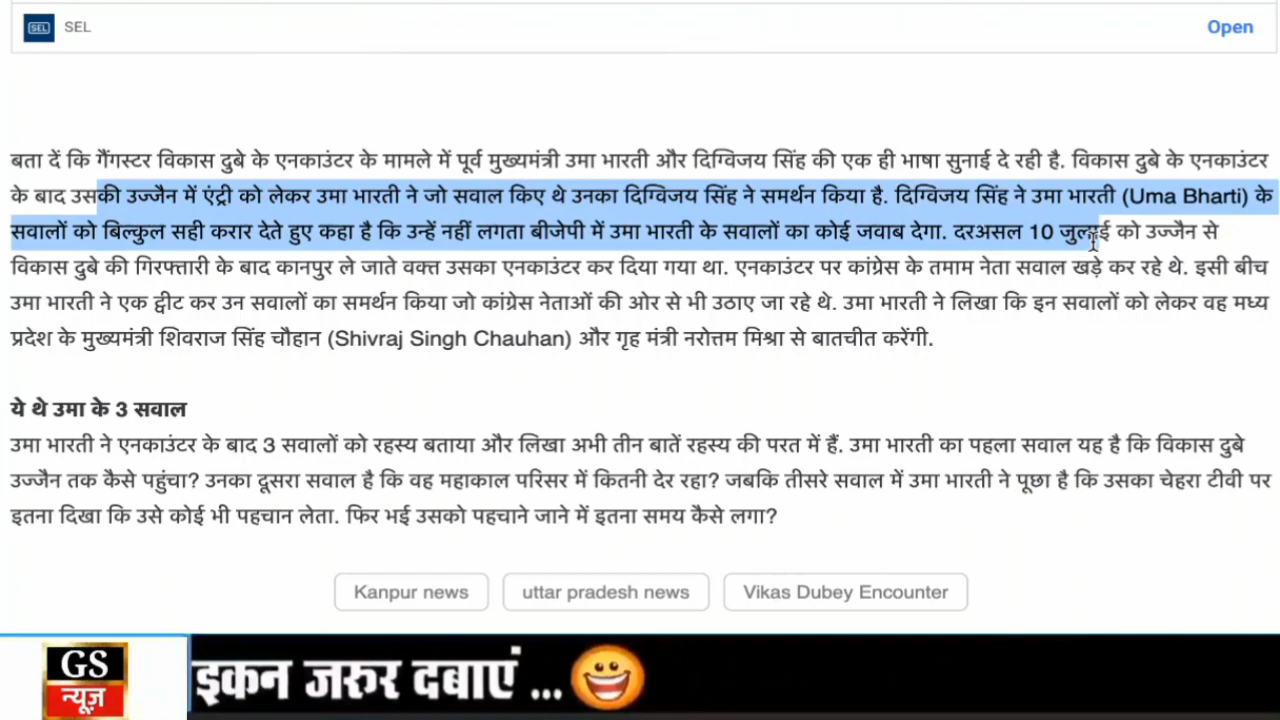 SEL SEL Open
बता दें कि गैंगस्टर विकास दुबे के एनकाउंटर के मामले में पूर्व मुख्यमंत्री उमा भारती और दिग्विजय सिंह की एक ही भाषा सुनाई दे रही है. विकास दुबे के एनकाउंटर
के बाद उसकी उज्जैन में एंट्री को लेकर उमा भारती ने जो सवाल किए थे उनका दिग्विजय सिंह ने समर्थन किया है. दिग्विजय सिंह ने उमा भारती (Uma Bharti) के
सवालों को बिल्कुल सही करार देते हुए कहा है कि उन्हें नहीं लगता बीजेपी में उमा भारती के सवालों का कोई जवाब देगा. दरअसल 10 जुलाई को उज्जैन से
विकास दुबे की गिरफ्तारी के बाद कानपुर ले जाते वक्त उसका एनकाउंटर कर दिया गया था. एनकाउंटर पर कांग्रेस के तमाम नेता सवाल खड़े कर रहे थे. इसी बीच
उमा भारती ने एक ट्वीट कर उन सवालों का समर्थन किया जो कांग्रेस नेताओं की ओर से भी उठाए जा रहे थे. उमा भारती ने लिखा कि इन सवालों को लेकर वह मध्य
प्रदेश के मुख्यमंत्री शिवराज सिंह चौहान (Shivraj Singh Chauhan) और गृह मंत्री नरोत्तम मिश्रा से बातचीत करेंगी.
ये थे उमा के 3 सवाल
उमा भारती ने एनकाउंटर के बाद 3 सवालों को रहस्य बताया और लिखा अभी तीन बातें रहस्य की परत में हैं. उमा भारती का पहला सवाल यह है कि विकास दुबे
उज्जैन तक कैसे पहुंचा? उनका दूसरा सवाल है कि वह महाकाल परिसर में कितनी देर रहा? जबकि तीसरे सवाल में उमा भारती ने पूछा है कि उसका चेहरा टीवी पर
इतना दिखा कि उसे कोई भी पहचान लेता. फिर भई उसको पहचाने जाने में इतना समय कैसे लगा?
Kanpur news uttar pradesh news Vikas Dubey Encounter
GS
न्यूज़
इकन जरुर दबाएं ...